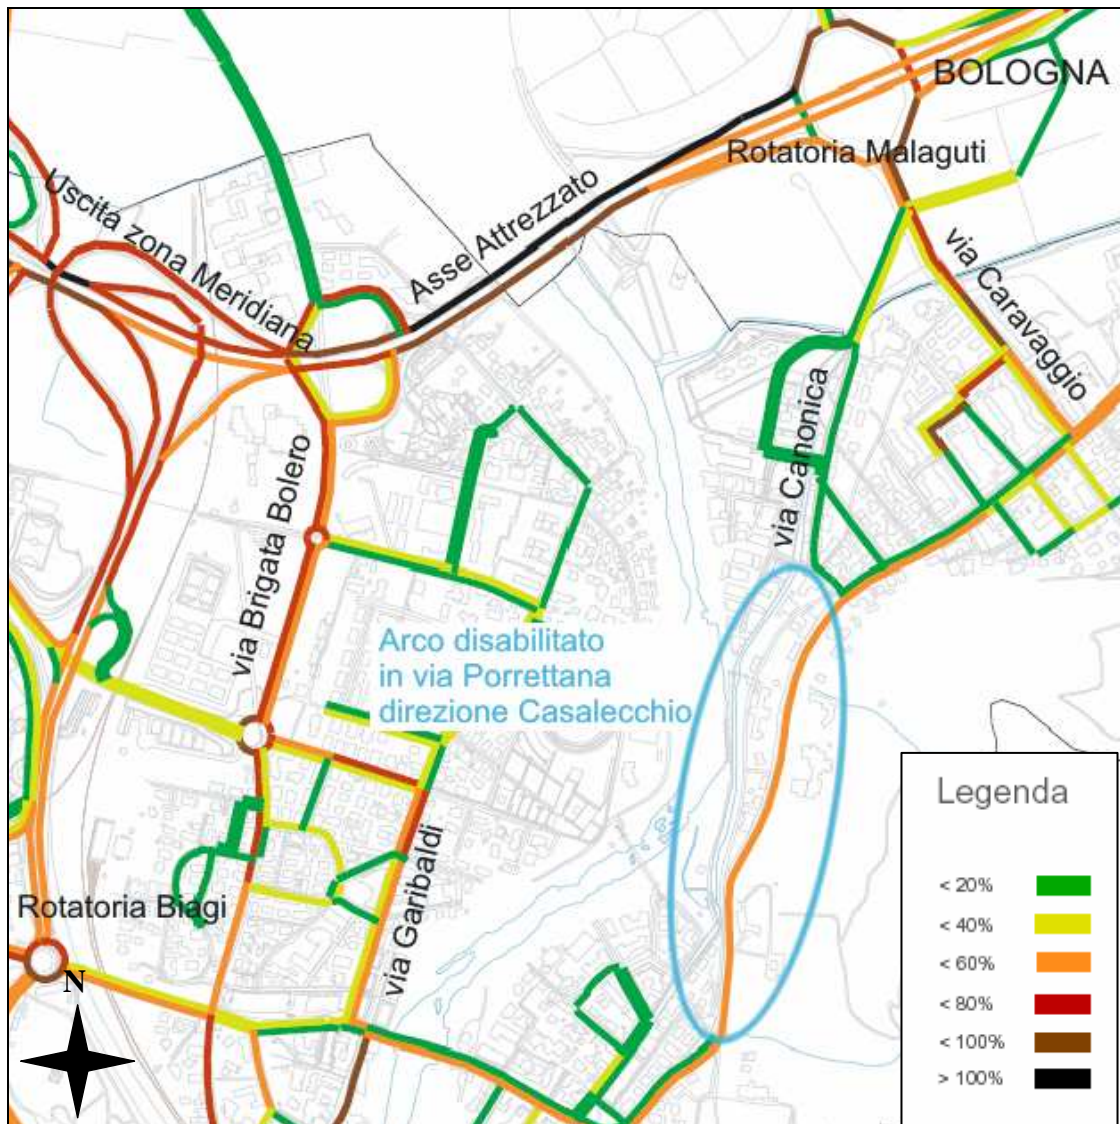 BOLOGNA
Rotatoria Malaguti
Uscita zona Meridiana
Asse Attrezzato
via Caravaggio
via Canonica
via Brigata Bolero
Arco disabilitato
in via Porrettana
direzione Casalecchio
via Garibaldi
Rotatoria Biagi
N
Legenda
< 20%
< 40%
< 60%
< 80%
< 100%
> 100%